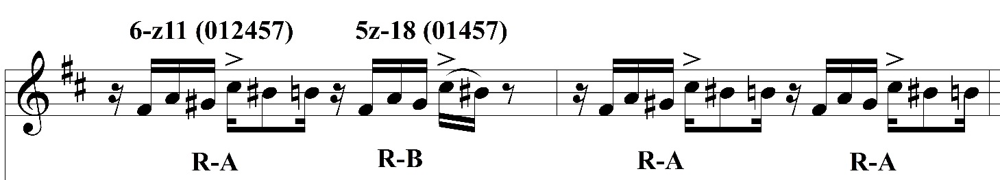 6-z11 (012457) 5z-18 (01457)
R-A R-B R-A R-A